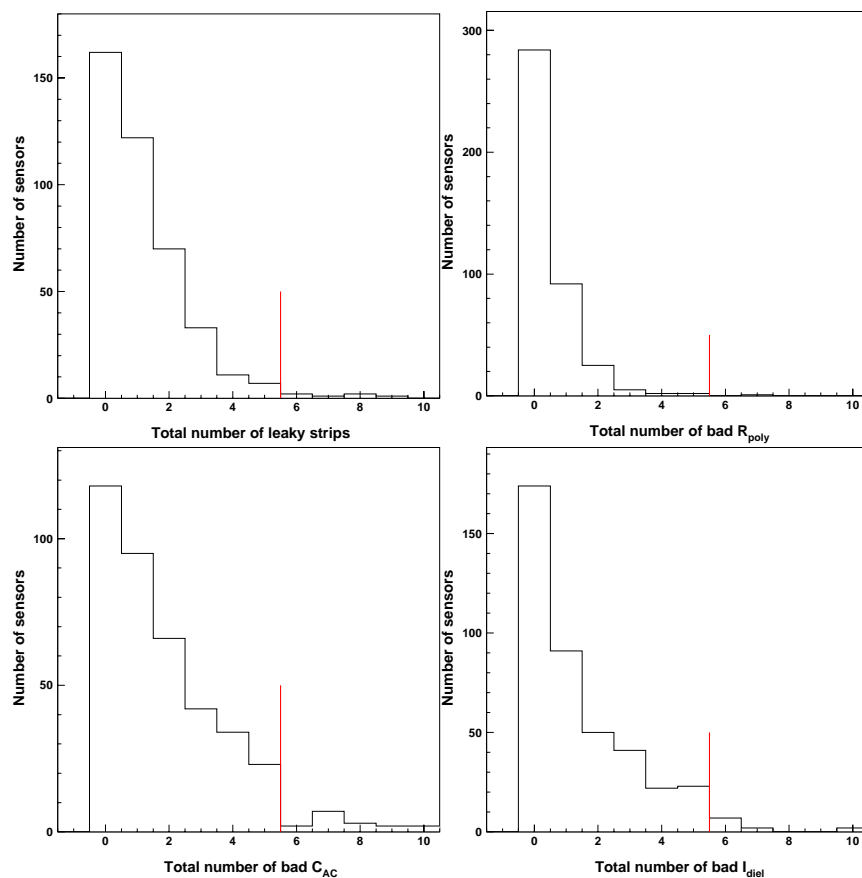 Number of sensors
150
100
50
0
0 2 4 6 8 10
Total number of leaky strips
Number of sensors
300
200
100
0
0 2 4 6 8 10
Total number of bad R_poly
Number of sensors
100
50
0
0 2 4 6 8 10
Total number of bad C_AC
Number of sensors
150
100
50
0
0 2 4 6 8 10
Total number of bad I_diel